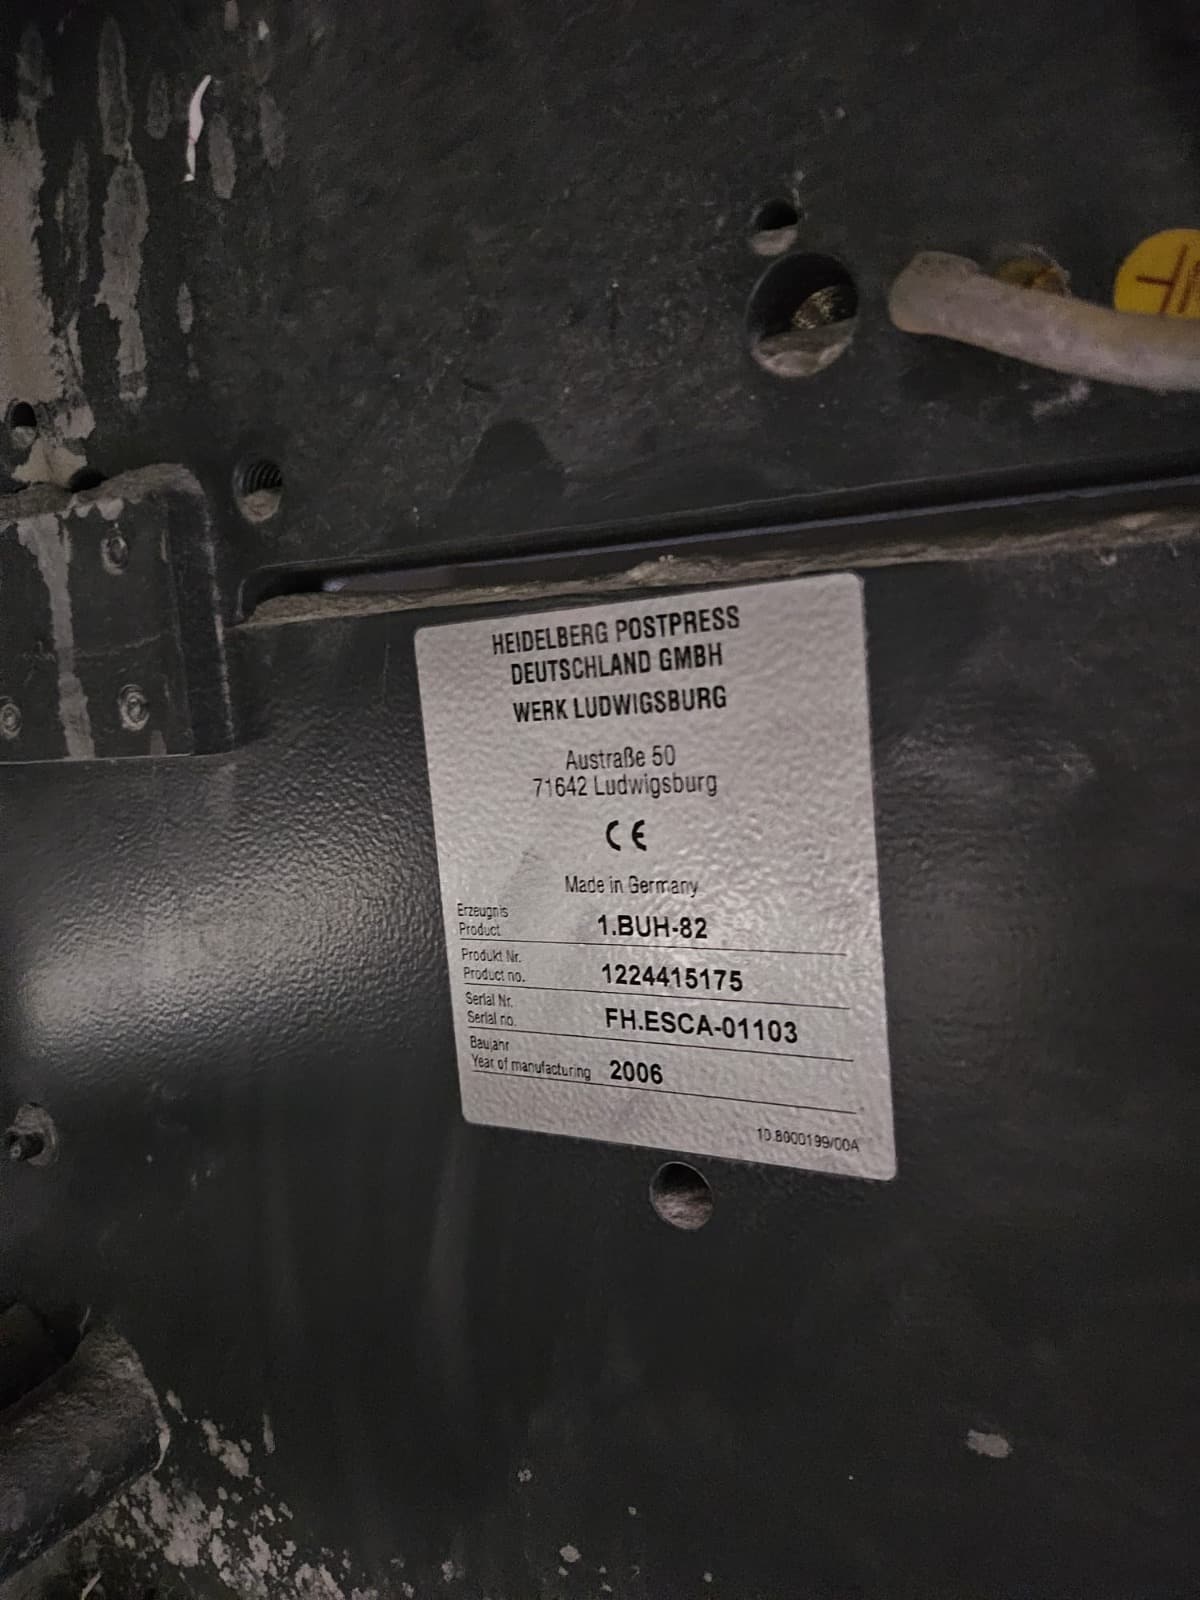 HEIDELBERG POSTPRESS
DEUTSCHLAND GMBH
WERK LUDWIGSBURG
Austraße 50
71642 Ludwigsburg
CE
Made in Germany
Erzeugnis
Product 1.BUH-82
Produkt Nr.
Product no. 1224415175
Serial Nr.
Serial no. FH.ESCA-01103
Baujahr
Year of manufacturing 2006
10.8000199/00A